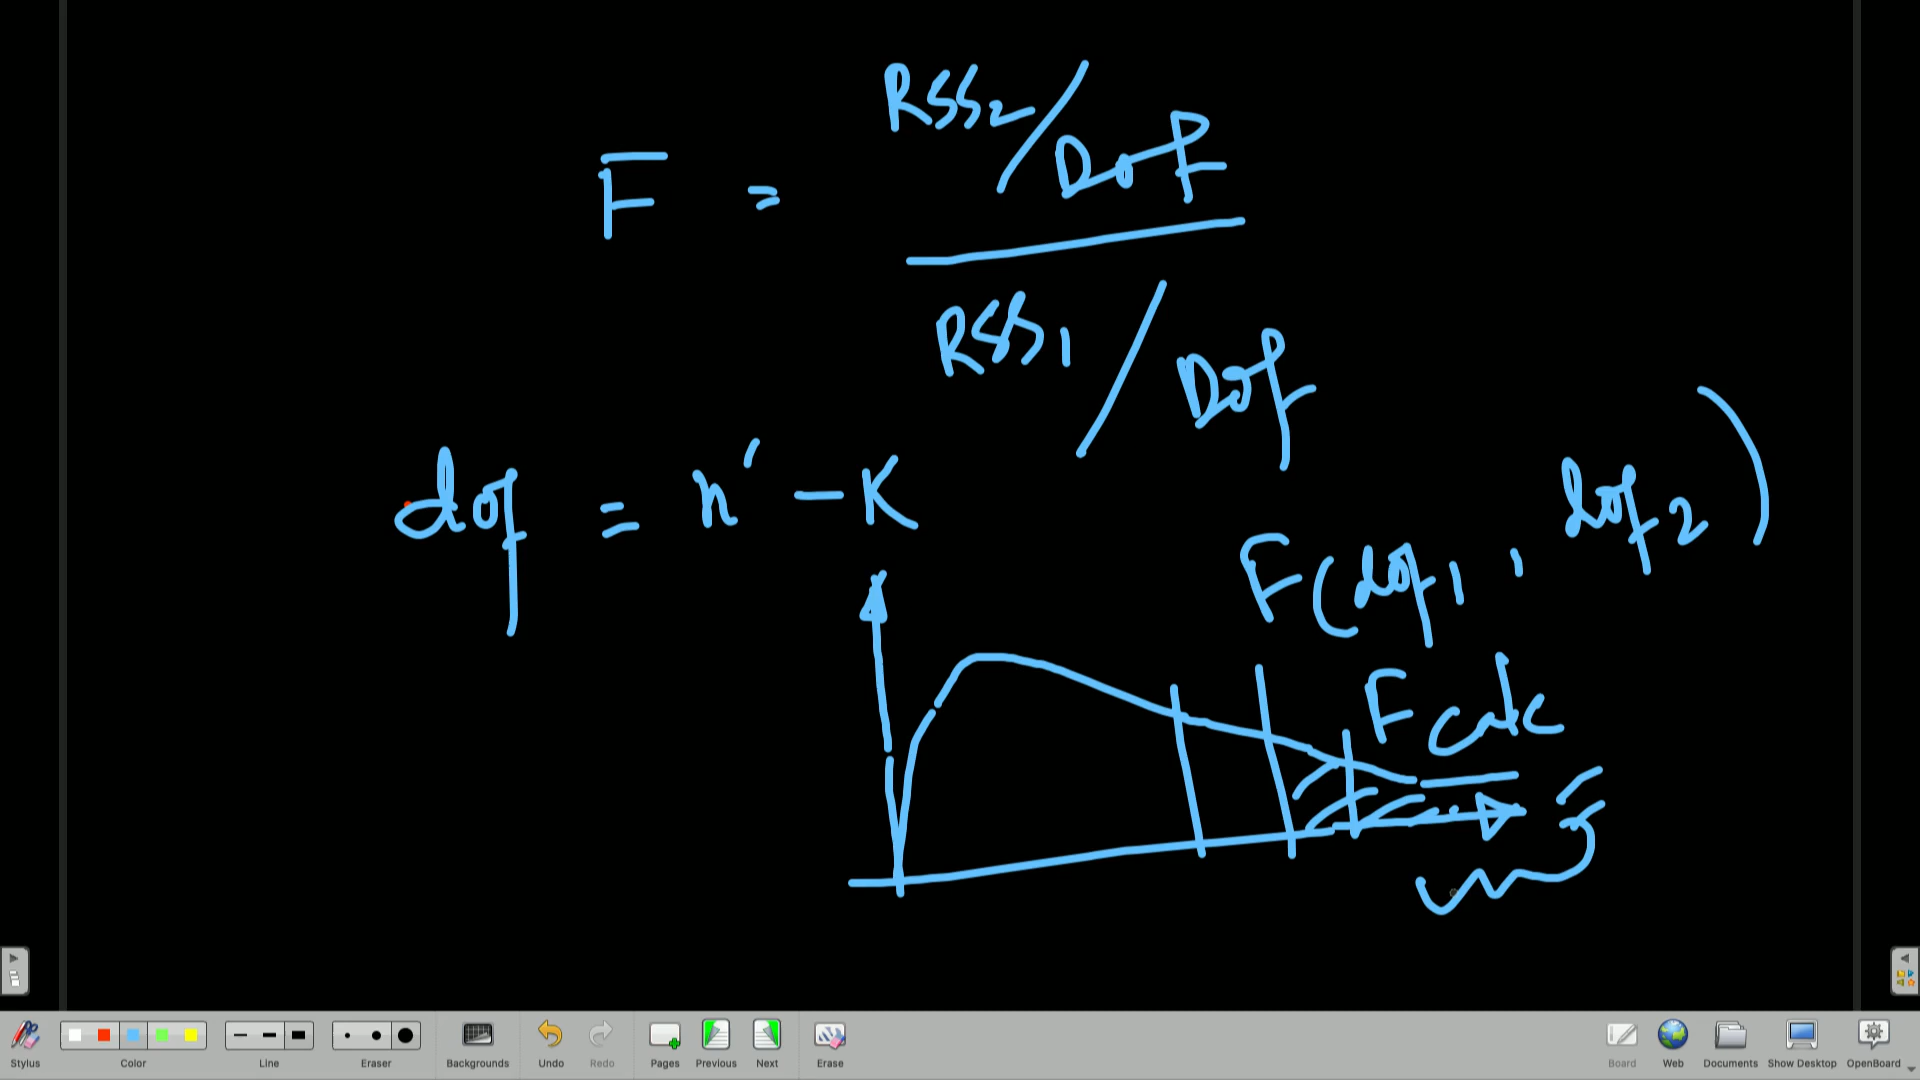 RSS2/Dof
F =
RSS1/Dof
dof = n' - K
F(dof1, dof2)
F calc
F
Stylus
Color
Line
Eraser
Backgrounds
Undo
Redo
Pages
Previous
Next
Erase
Board
Web
Documents
Show Desktop
OpenBoard